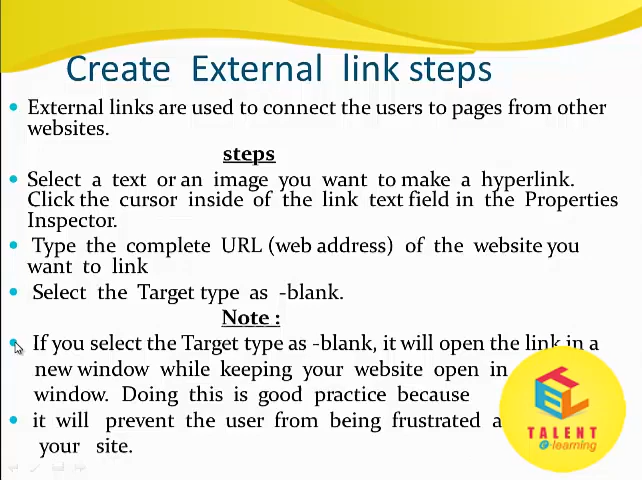 Create External link steps
External links are used to connect the users to pages from other
websites.
steps
Select a text or an image you want to make a hyperlink.
Click the cursor inside of the link text field in the Properties
Inspector.
Type the complete URL (web address) of the website you
want to link
Select the Target type as -blank.
Note :
If you select the Target type as -blank, it will open the link in a
new window while keeping your website open in
window. Doing this is good practice because
it will prevent the user from being frustrated a
your site.
TEL
TALENT
e-learning